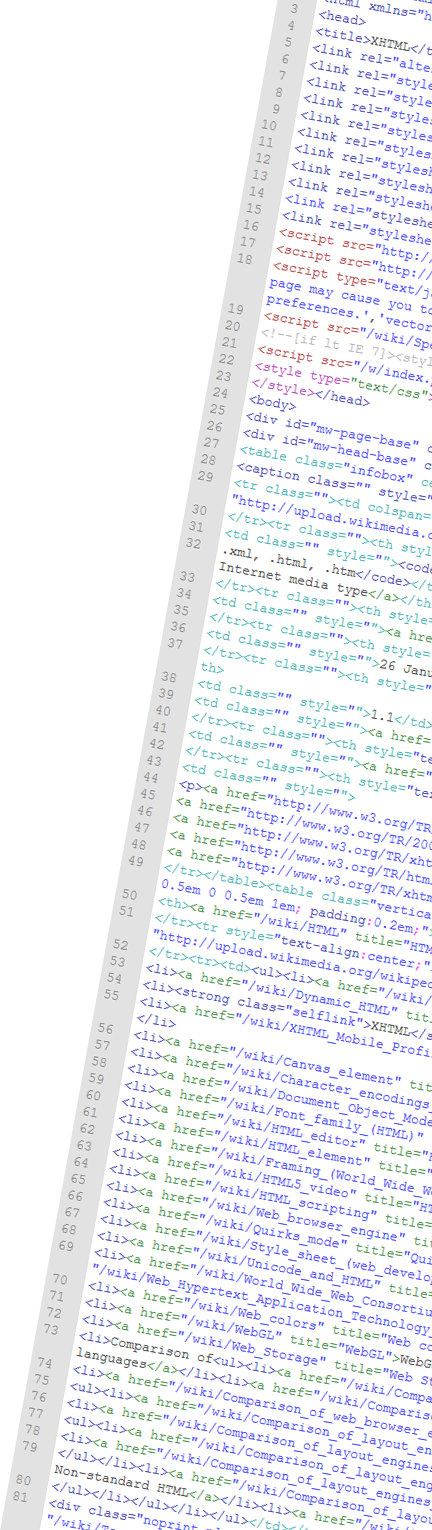 <html xmlns="h
3 <head>
4 <title>XHTML</t
5 <link rel="alter
6 <link rel="style
7 <link rel="style
8 <link rel="styles
9 <link rel="styles
10 <link rel="styles
11 <link rel="styles
12 <link rel="stylesh
13 <link rel="stylesh
14 <link rel="styleshe
15 <link rel="styleshe
16 <script src="http:/
17 <script src="http:/
18 <script type="text/j
page may cause you to
preferences.','vector
19 <script src="/wiki/Spe
20 <!--[if lt IE 7]><styl
21 <script src="/w/index.p
22 <style type="text/css">
23 </style></head>
24 <body>
25 <div id="mw-page-base" c
26 <div id="mw-head-base" c
27 <table class="infobox" ce
28 <caption class="" style="
29 <tr class=""><td colspan=
"http://upload.wikimedia.o
30 </tr><tr class=""><th styl
31 <td class="" style=""><code
32 .xml, .html, .htm</code></t
Internet media type</a></th
33 </tr><tr class=""><th style=
34 <td class="" style=""><a hre
35 </tr><tr class=""><th style=
36 <td class="" style="">26 Janu
37 </tr><tr class=""><th style="
th>
38 <td class="" style="">1.1</td>
39 <td class="" style=""><a href=
40 </tr><tr class=""><th style="te
41 <td class="" style=""><a href="
42 </tr><tr class=""><th style="tex
43 <td class="" style="">
44 <p><a href="http://www.w3.org/TR
45 <a href="http://www.w3.org/TR/200
46 <a href="http://www.w3.org/TR/xht
47 <a href="http://www.w3.org/TR/html
48 <a href="http://www.w3.org/TR/xhtm
49 </tr></table><table class="vertica
0.5em 0 0.5em 1em; padding:0.2em;"
50 <th><a href="/wiki/HTML" title="HTM
51 </tr><tr style="text-align:center;"
"http://upload.wikimedia.org/wikiped
52 </tr><tr><td><ul><li><a href="/wiki/
53 <li><a href="/wiki/Dynamic_HTML" titl
54 <li><strong class="selflink">XHTML</s
55 <li><a href="/wiki/XHTML_Mobile_Profi
</li>
56 <li><a href="/wiki/Canvas_element" tit
57 <li><a href="/wiki/Character_encodings
58 <li><a href="/wiki/Document_Object_Mode
59 <li><a href="/wiki/Font_family_(HTML)"
60 <li><a href="/wiki/HTML_editor" title="
61 <li><a href="/wiki/HTML_element" title="
62 <li><a href="/wiki/Framing_(World_Wide_We
63 <li><a href="/wiki/HTML5_video" title="HT
64 <li><a href="/wiki/HTML_scripting" title=
65 <li><a href="/wiki/Web_browser_engine" tit
66 <li><a href="/wiki/Quirks_mode" title="Qui
67 <li><a href="/wiki/Style_sheet_(web_develop
68 <li><a href="/wiki/Unicode_and_HTML" title=
69 <li><a href="/wiki/World_Wide_Web_Consortiu
"/wiki/Web_Hypertext_Application_Technology_
70 <li><a href="/wiki/Web_colors" title="Web co
71 <li><a href="/wiki/WebGL" title="WebGL">WebG
72 <li><a href="/wiki/Web_Storage" title="Web St
73 <li>Comparison of<ul><li><a href="/wiki/Compa
languages</a></li><li><a href="/wiki/Comparis
74 <li><a href="/wiki/Comparison_of_web_browser_e
75 <ul><li><a href="/wiki/Comparison_of_layout_en
76 <li><a href="/wiki/Comparison_of_layout_engines
77 <ul><li><a href="/wiki/Comparison_of_layout_eng
78 <li><a href="/wiki/Comparison_of_layout_engines
79 </ul></li><li><a href="/wiki/Comparison_of_layou
Non-standard HTML</a></li><li><a href="/wiki/
80 </ul></li></ul></li></ul></td></
81 <div class="noprint pl
"/wiki/Te